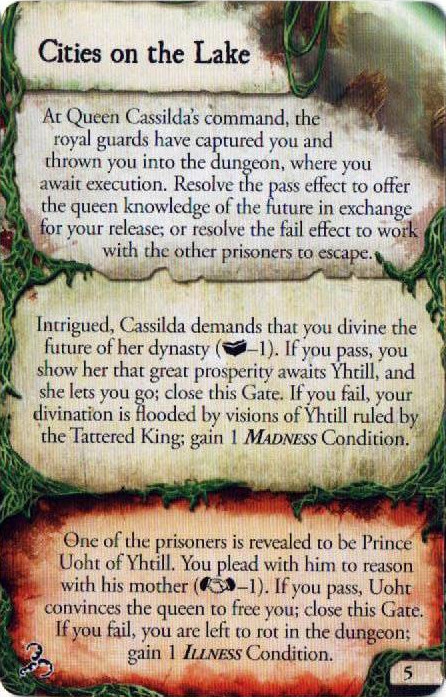 Cities on the Lake
At Queen Cassilda's command, the
royal guards have captured you and
thrown you into the dungeon, where you
await execution. Resolve the pass effect to offer
the queen knowledge of the future in exchange
for your release; or resolve the fail effect to work
with the other prisoners to escape.
Intrigued, Cassilda demands that you divine the
future of her dynasty (–1). If you pass, you
show her that great prosperity awaits Yhtill, and
she lets you go; close this Gate. If you fail, your
divination is flooded by visions of Yhtill ruled by
the Tattered King; gain 1 MADNESS Condition.
One of the prisoners is revealed to be Prince
Uoht of Yhtill. You plead with him to reason
with his mother (–1). If you pass, Uoht
convinces the queen to free you; close this Gate.
If you fail, you are left to rot in the dungeon;
gain 1 ILLNESS Condition.
5